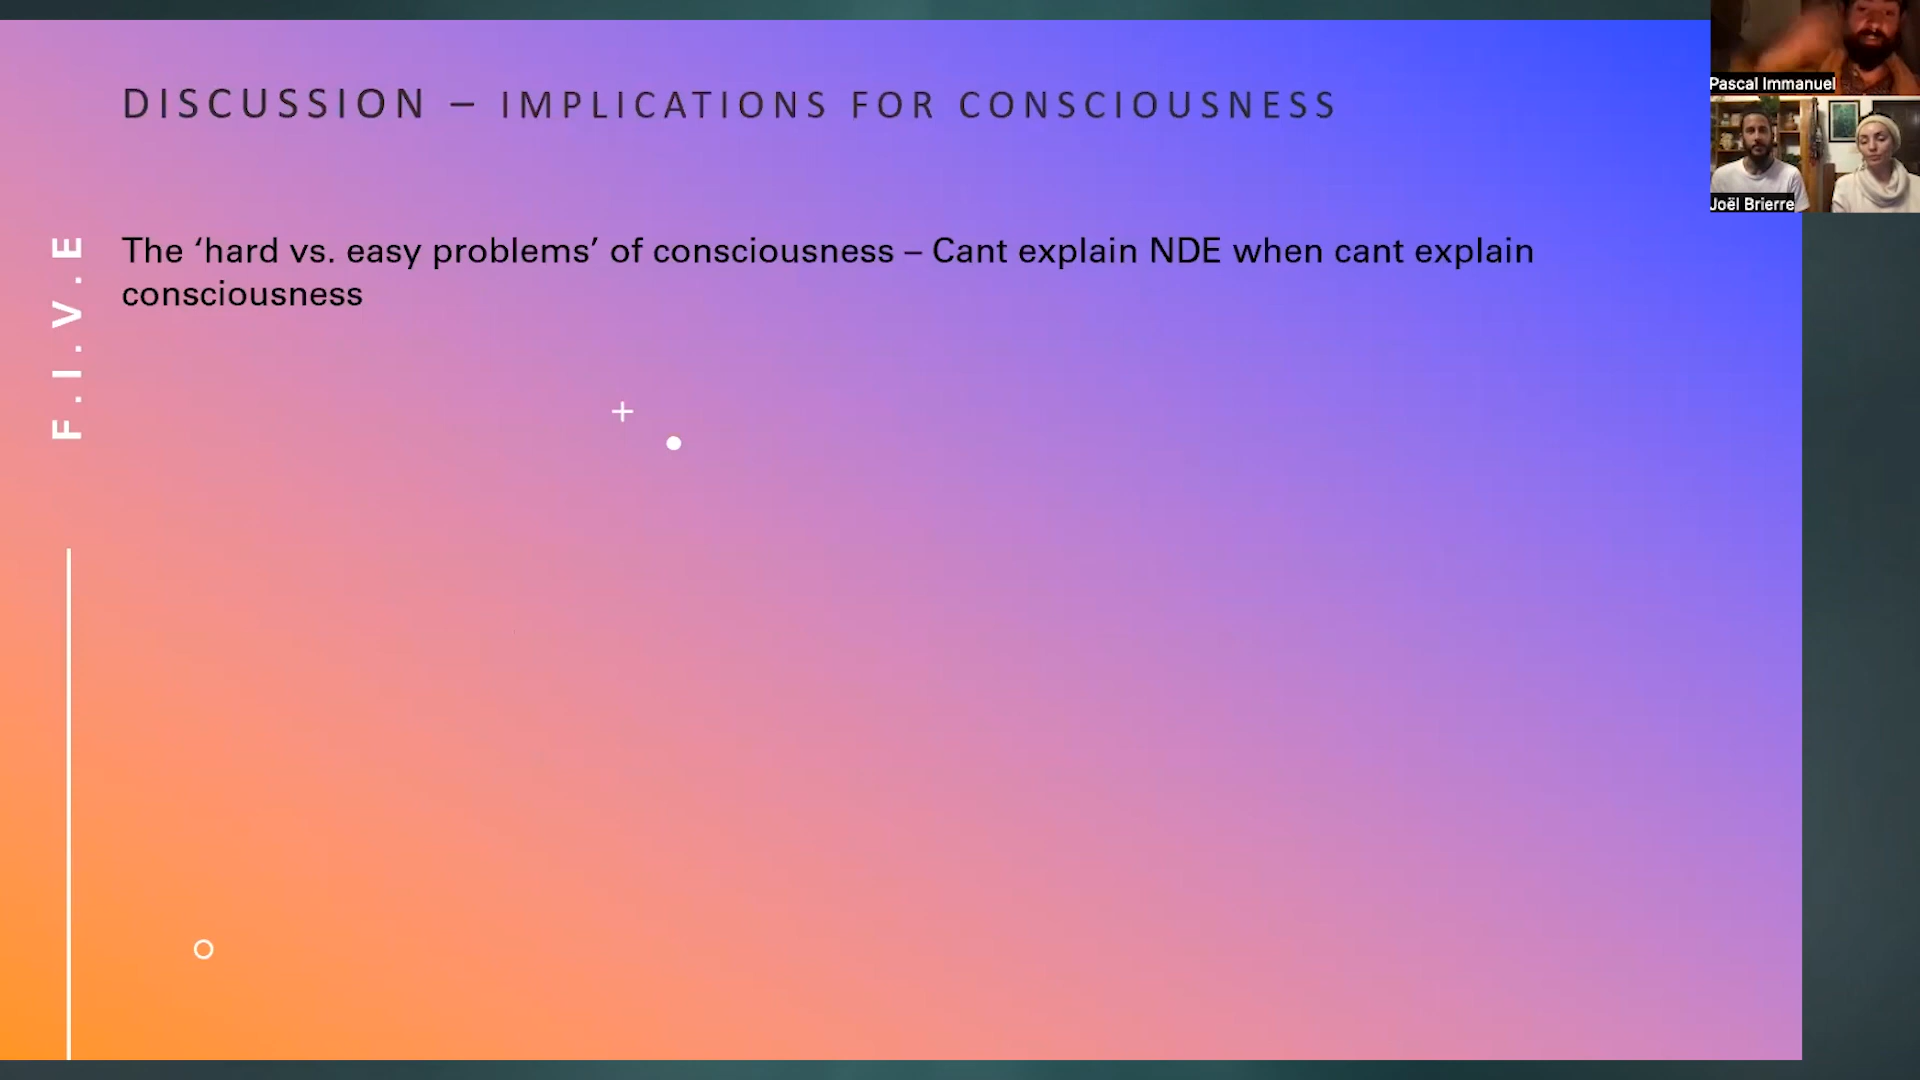 DISCUSSION – IMPLICATIONS FOR CONSCIOUSNESS
The ‘hard vs. easy problems’ of consciousness – Cant explain NDE when cant explain
consciousness
F.I.V.E
Pascal Immanuel
Joël Brierre